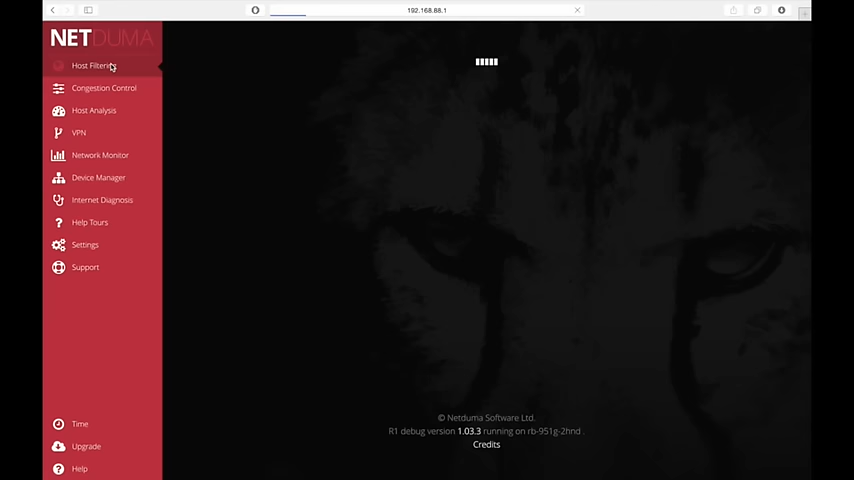 192.168.88.1
NETDUMA
Host Filtering
Congestion Control
Host Analysis
VPN
Network Monitor
Device Manager
Internet Diagnosis
Help Tours
Settings
Support
Time
Upgrade
Help
© Netduma Software Ltd.
R1 debug version 1.03.3 running on rb-951g-2hnd .
Credits